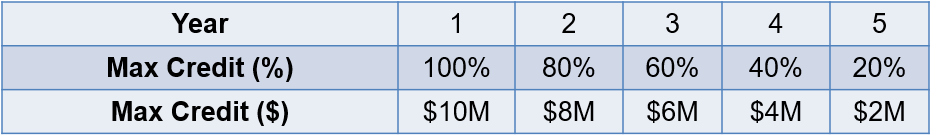 Year 1 2 3 4 5
Max Credit (%) 100% 80% 60% 40% 20%
Max Credit ($) $10M $8M $6M $4M $2M